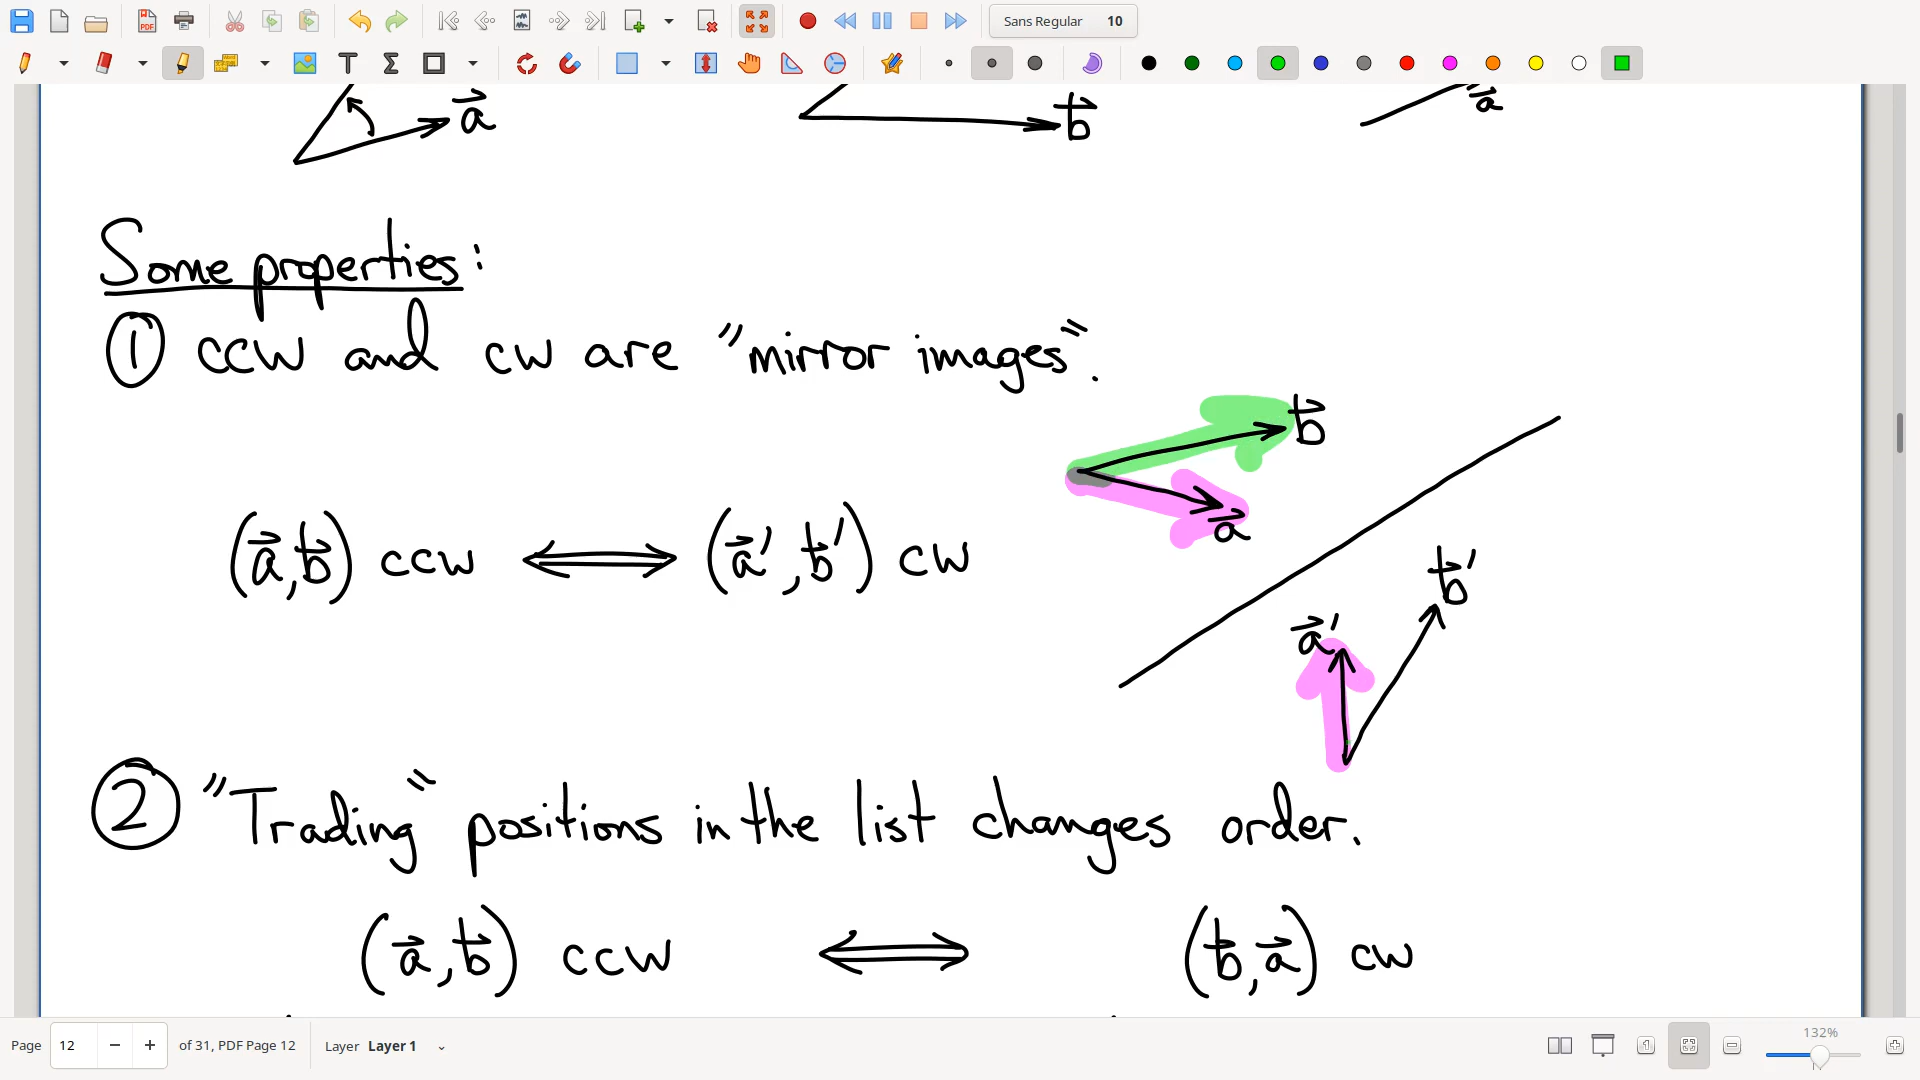 Sans Regular 10
a⃗
b⃗
a⃗
Some properties:
① ccw and cw are "mirror images".
b⃗
a⃗
(a⃗, b⃗) ccw ⟺ (a⃗′, b⃗′) cw
b⃗′
a⃗′
② "Trading" positions in the list changes order.
(a⃗, b⃗) ccw ⟺ (b⃗, a⃗) cw
Page 12 − + of 31, PDF Page 12 Layer Layer 1 132%